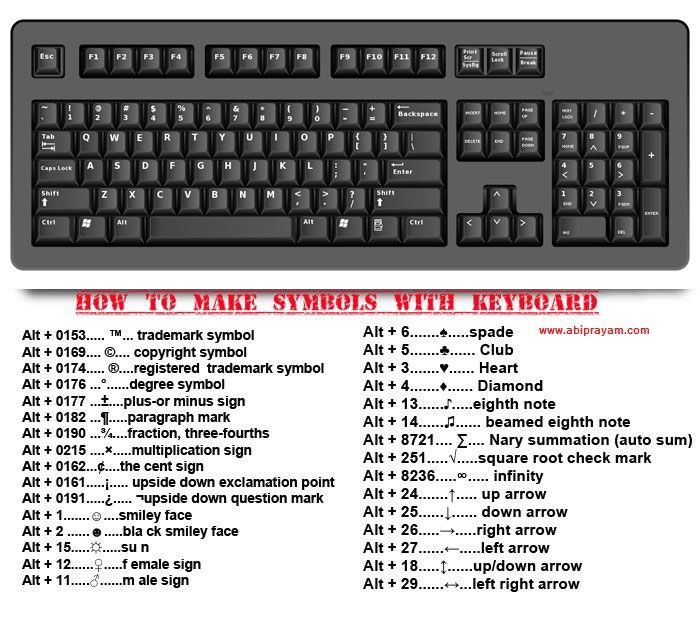 Esc F1 F2 F3 F4 F5 F6 F7 F8 F9 F10 F11 F12 Print Scr SysRq Scroll Lock Pause Break
~ ` ! 1 @ 2 # 3 $ 4 % 5 ^ 6 & 7 * 8 ( 9 ) 0 _ - + = Backspace INSERT HOME PAGE UP NUM LOCK / * -
Tab Q W E R T Y U I O P { [ } ] | \ DELETE END PAGE DOWN 7 HOME 8 9 PGUP +
Caps Lock A S D F G H J K L : ; " ' Enter 4 < 6 >
Shift Z X C V B N M < , > . ? / Shift 1 END 2 3 PGDN ENTER
Ctrl Alt Alt Ctrl INS DEL
HOW TO MAKE SYMBOLS WITH KEYBOARD
www.abiprayam.com
Alt + 0153..... ™... trademark symbol
Alt + 0169.... ©.... copyright symbol
Alt + 0174..... ®....registered trademark symbol
Alt + 0176 ...°......degree symbol
Alt + 0177 ...±....plus-or minus sign
Alt + 0182 ...¶.....paragraph mark
Alt + 0190 ...¾....fraction, three-fourths
Alt + 0215 ....×.....multiplication sign
Alt + 0162...¢....the cent sign
Alt + 0161.....¡..... upside down exclamation point
Alt + 0191.....¿..... ¬upside down question mark
Alt + 1.......☺....smiley face
Alt + 2 ......☻.....bla ck smiley face
Alt + 15.....☼.....su n
Alt + 12......♀.....f emale sign
Alt + 11.....♂......m ale sign
Alt + 6.......♠.....spade
Alt + 5.......♣...... Club
Alt + 3.......♥...... Heart
Alt + 4.......♦...... Diamond
Alt + 13......♪.....eighth note
Alt + 14......♫...... beamed eighth note
Alt + 8721.... ∑.... Nary summation (auto sum)
Alt + 251.....√.....square root check mark
Alt + 8236.....∞..... infinity
Alt + 24.......↑..... up arrow
Alt + 25......↓...... down arrow
Alt + 26.....→.....right arrow
Alt + 27......←.....left arrow
Alt + 18.....↕......up/down arrow
Alt + 29......↔...left right arrow